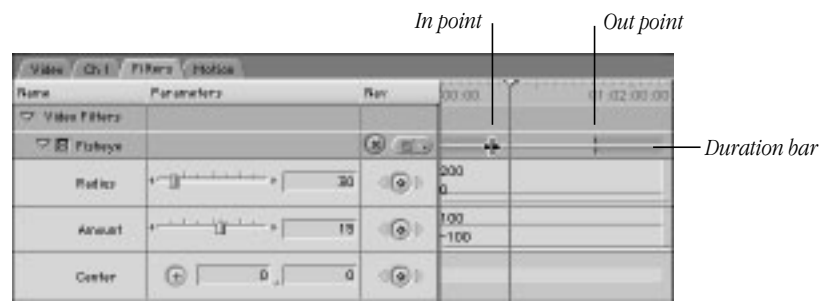 In point
Out point
Video Ch 1 Filters Motion
Name Parameters Nav 00:00 01:02:00:00
Video Filters
Fisheye
Duration bar
Radius 30 200
0
Amount 19 100
-100
Center 0 , 0